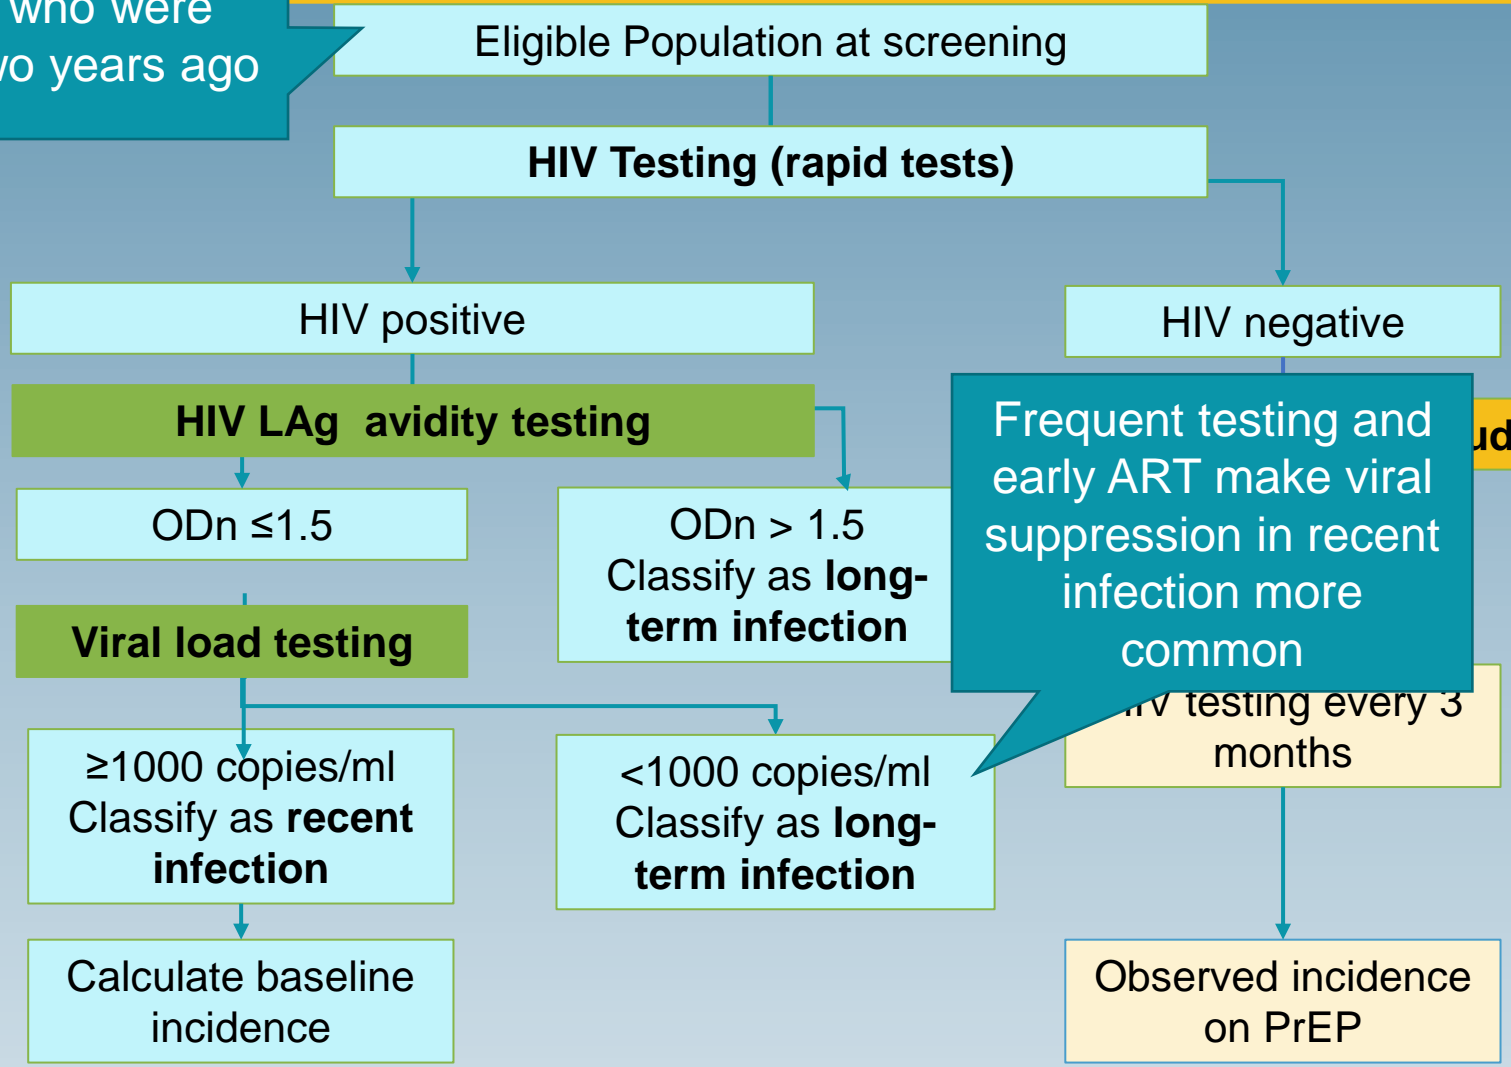 who were
years ago
Eligible Population at screening
HIV Testing (rapid tests)
HIV positive
HIV negative
HIV LAg avidity testing
ODn ≤1.5
ODn > 1.5
Classify as long-
term infection
Frequent testing and
early ART make viral
suppression in recent
infection more
common
Viral load testing
testing every 3
months
≥1000 copies/ml
Classify as recent
infection
<1000 copies/ml
Classify as long-
term infection
Calculate baseline
incidence
Observed incidence
on PrEP